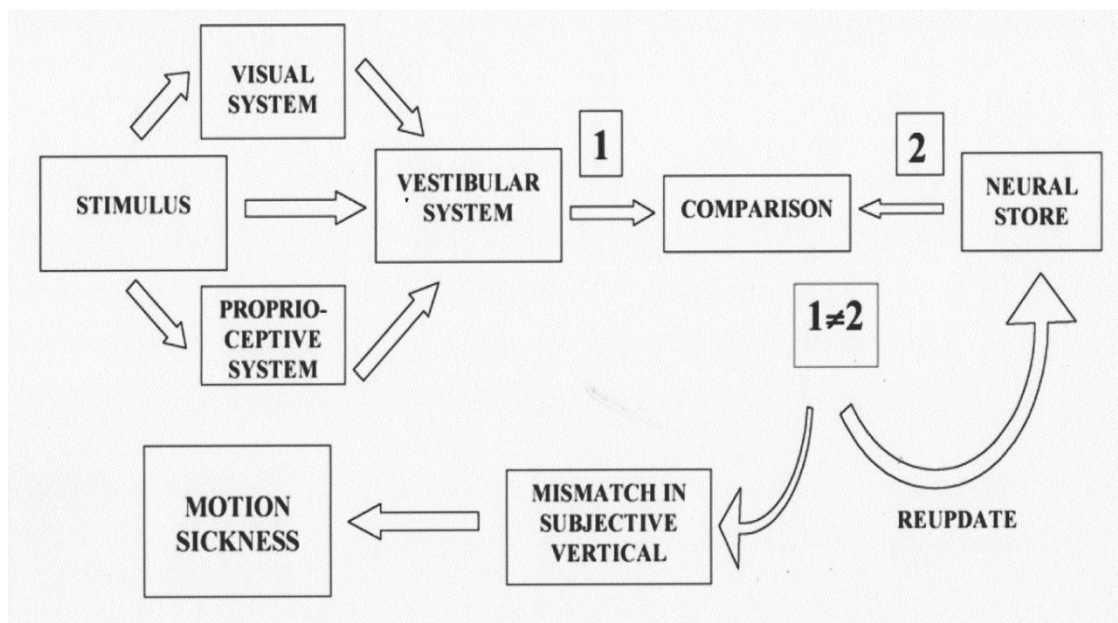 VISUAL
SYSTEM
STIMULUS
VESTIBULAR
SYSTEM
1
COMPARISON
2
NEURAL
STORE
PROPRIO-
CEPTIVE
SYSTEM
1≠2
MOTION
SICKNESS
MISMATCH IN
SUBJECTIVE
VERTICAL
REUPDATE